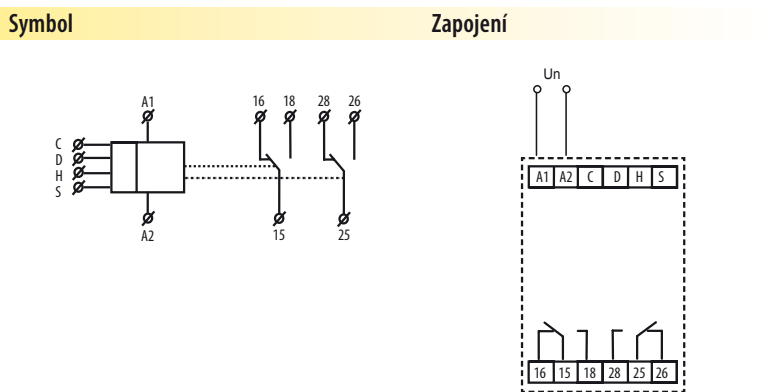 Symbol
Zapojení
A1
16 18 28 26
C
D
H
S
A2
15
25
Un
A1 A2 C D H S
16 15 18 28 25 26